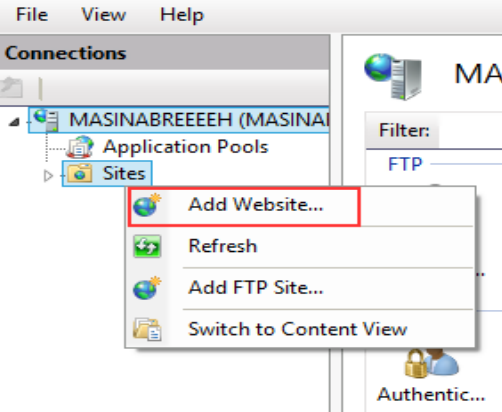 File View Help
Connections
MASINABREEEEH (MASINAI
Application Pools
Sites
Add Website...
Refresh
Add FTP Site...
Switch to Content View
MA
Filter:
FTP
Authentic...